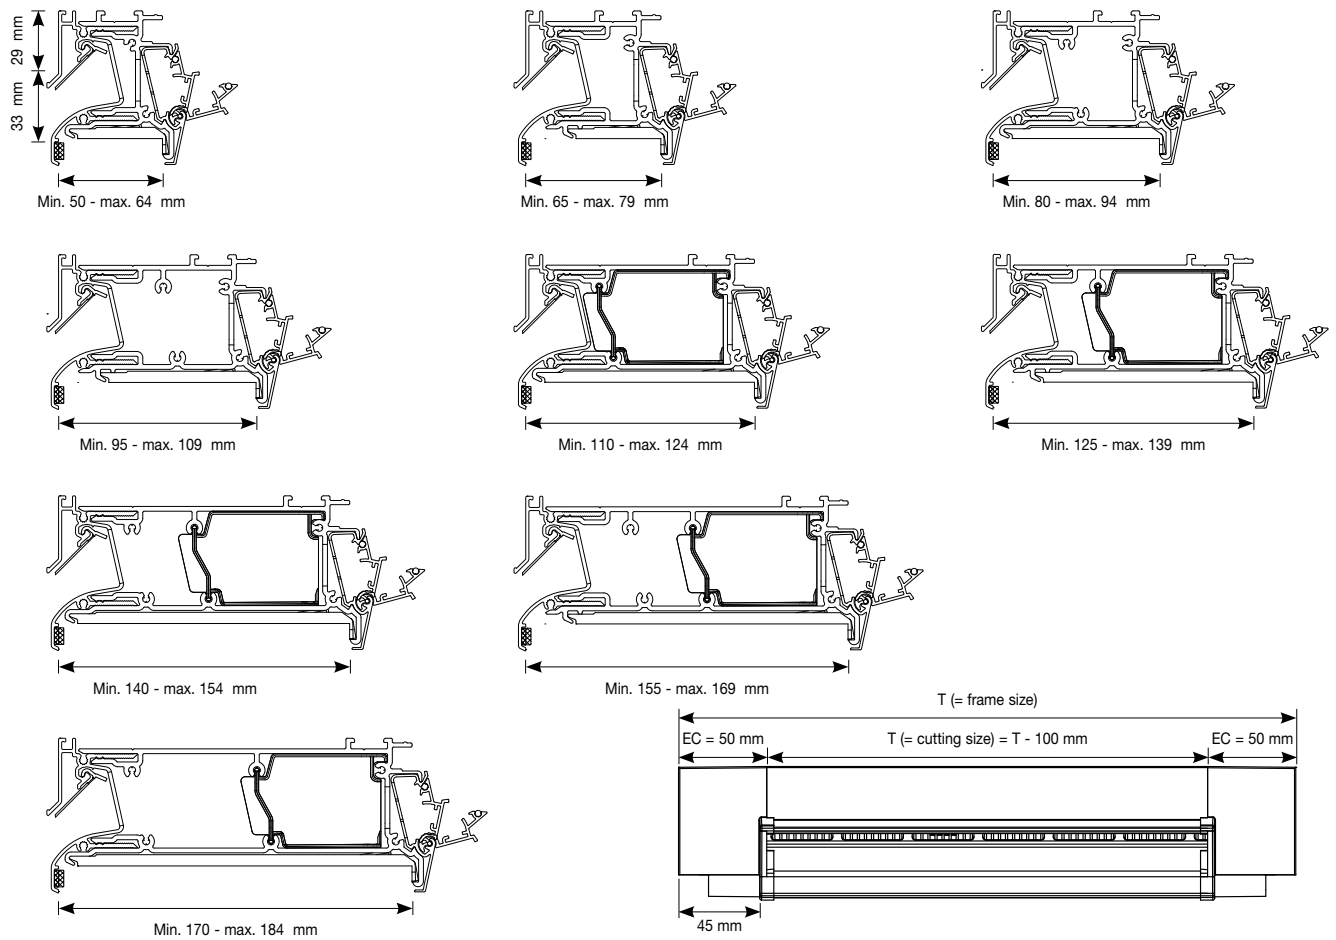 29 mm
33 mm
Min. 50 - max. 64 mm
Min. 65 - max. 79 mm
Min. 80 - max. 94 mm
Min. 95 - max. 109 mm
Min. 110 - max. 124 mm
Min. 125 - max. 139 mm
Min. 140 - max. 154 mm
Min. 155 - max. 169 mm
T (= frame size)
EC = 50 mm
T (= cutting size) = T - 100 mm
EC = 50 mm
45 mm
Min. 170 - max. 184 mm